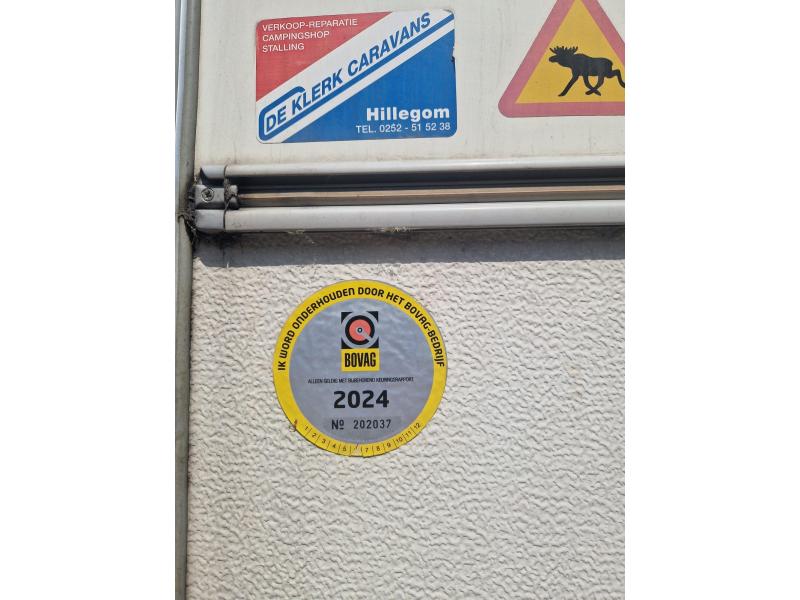 VERKOOP-REPARATIE
CAMPINGSHOP
STALLING
DE KLERK CARAVANS
Hillegom
TEL. 0252 - 51 52 38
IK WORD ONDERHOUDEN DOOR HET BOVAG-BEDRIJF
BOVAG
ALLEEN GELDIG MET BIJBEHOREND KEURINGSRAPPORT
2024
Nº 202037
1 2 3 4 5 7 8 9 10 11 12